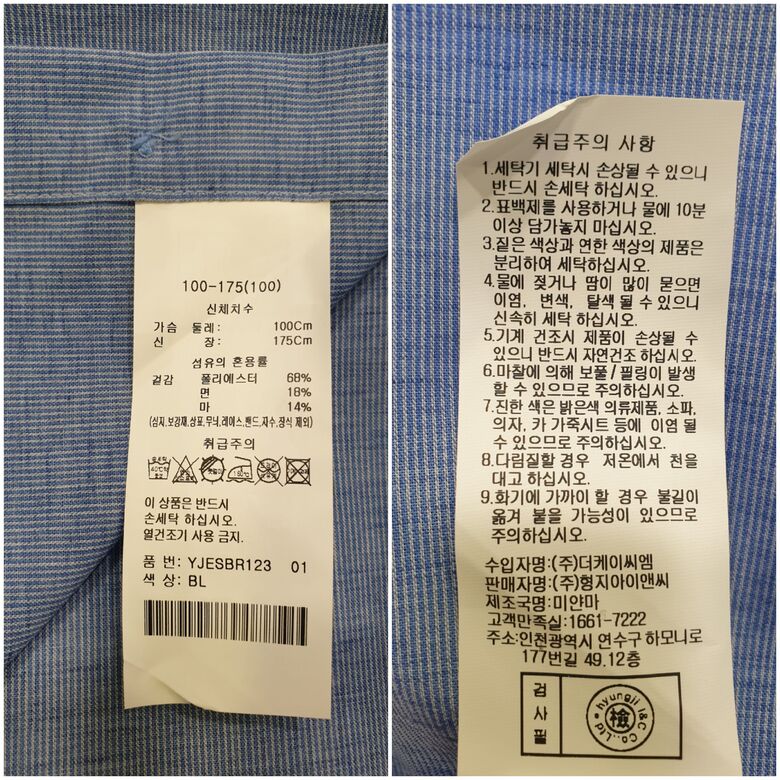 100-175(100)
신체치수
가슴 둘레: 100Cm
신 장: 175Cm
섬유의 혼용률
겉감 폴리에스터 68%
면 18%
마 14%
(심지,보강재,상표,무늬,레이스,밴드,자수,장식 제외)
취급주의
이 상품은 반드시
손세탁 하십시오.
열건조기 사용 금지.
품 번: YJESBR123 01
색 상: BL
취급주의 사항
1.세탁기 세탁시 손상될 수 있으니
반드시 손세탁 하십시오.
2.표백제를 사용하거나 물에 10분
이상 담가놓지 마십시오.
3.짙은 색상과 연한 색상의 제품은
분리하여 세탁하십시오.
4.물에 젖거나 땀이 많이 묻으면
이염, 변색, 탈색 될 수 있으니
신속히 세탁 하십시오.
5.기계 건조시 제품이 손상될 수
있으니 반드시 자연건조 하십시오.
6.마찰에 의해 보풀/필링이 발생
할 수 있으므로 주의하십시오.
7.진한 색은 밝은색 의류제품, 소파,
의자, 카 가죽시트 등에 이염 될
수 있으므로 주의하십시오.
8.다림질할 경우 저온에서 천을
대고 하십시오.
9.화기에 가까이 할 경우 불길이
옮겨 붙을 가능성이 있으므로
주의하십시오.
수입자명:(주)더케이씨엠
판매자명:(주)형지아이앤씨
제조국명:미얀마
고객만족실:1661-7222
주소:인천광역시 연수구 하모니로
177번길 49.12층
검사필
hyungji I&C Co.,Ltd
檢